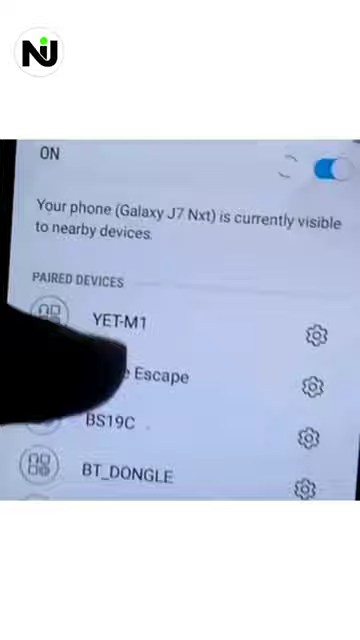 NJ
ON
Your phone (Galaxy J7 Nxt) is currently visible
to nearby devices.
PAIRED DEVICES
YET-M1
Escape
BS19C
BT_DONGLE